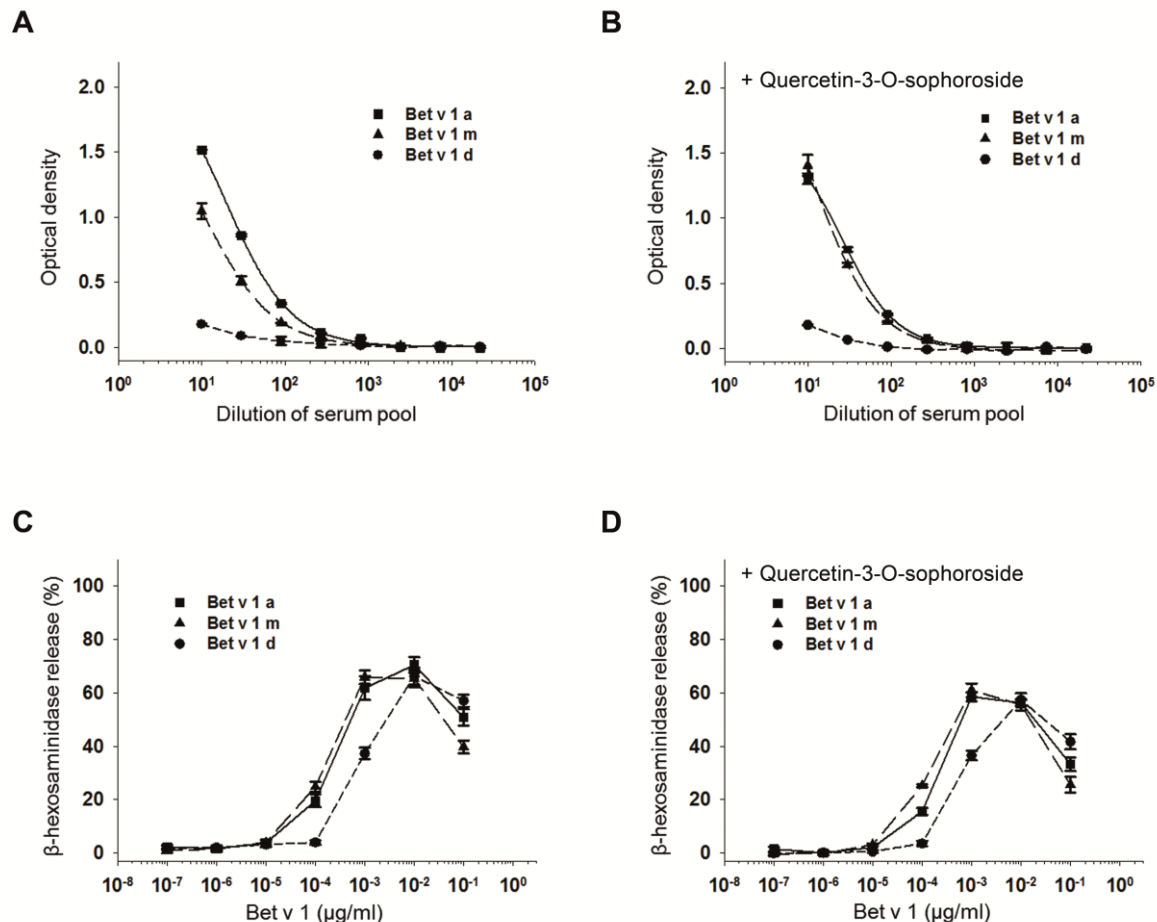 A
2.0
1.5
1.0
0.5
0.0
Optical density
Bet v 1 a
Bet v 1 m
Bet v 1 d
10⁰ 10¹ 10² 10³ 10⁴ 10⁵
Dilution of serum pool
B
+ Quercetin-3-O-sophoroside
2.0
1.5
1.0
0.5
0.0
Optical density
Bet v 1 a
Bet v 1 m
Bet v 1 d
10⁰ 10¹ 10² 10³ 10⁴ 10⁵
Dilution of serum pool
C
100
80
60
40
20
0
β-hexosaminidase release (%)
Bet v 1 a
Bet v 1 m
Bet v 1 d
10⁻⁸ 10⁻⁷ 10⁻⁶ 10⁻⁵ 10⁻⁴ 10⁻³ 10⁻² 10⁻¹ 10⁰
Bet v 1 (µg/ml)
D
+ Quercetin-3-O-sophoroside
100
80
60
40
20
0
β-hexosaminidase release (%)
Bet v 1 a
Bet v 1 m
Bet v 1 d
10⁻⁸ 10⁻⁷ 10⁻⁶ 10⁻⁵ 10⁻⁴ 10⁻³ 10⁻² 10⁻¹ 10⁰
Bet v 1 (µg/ml)